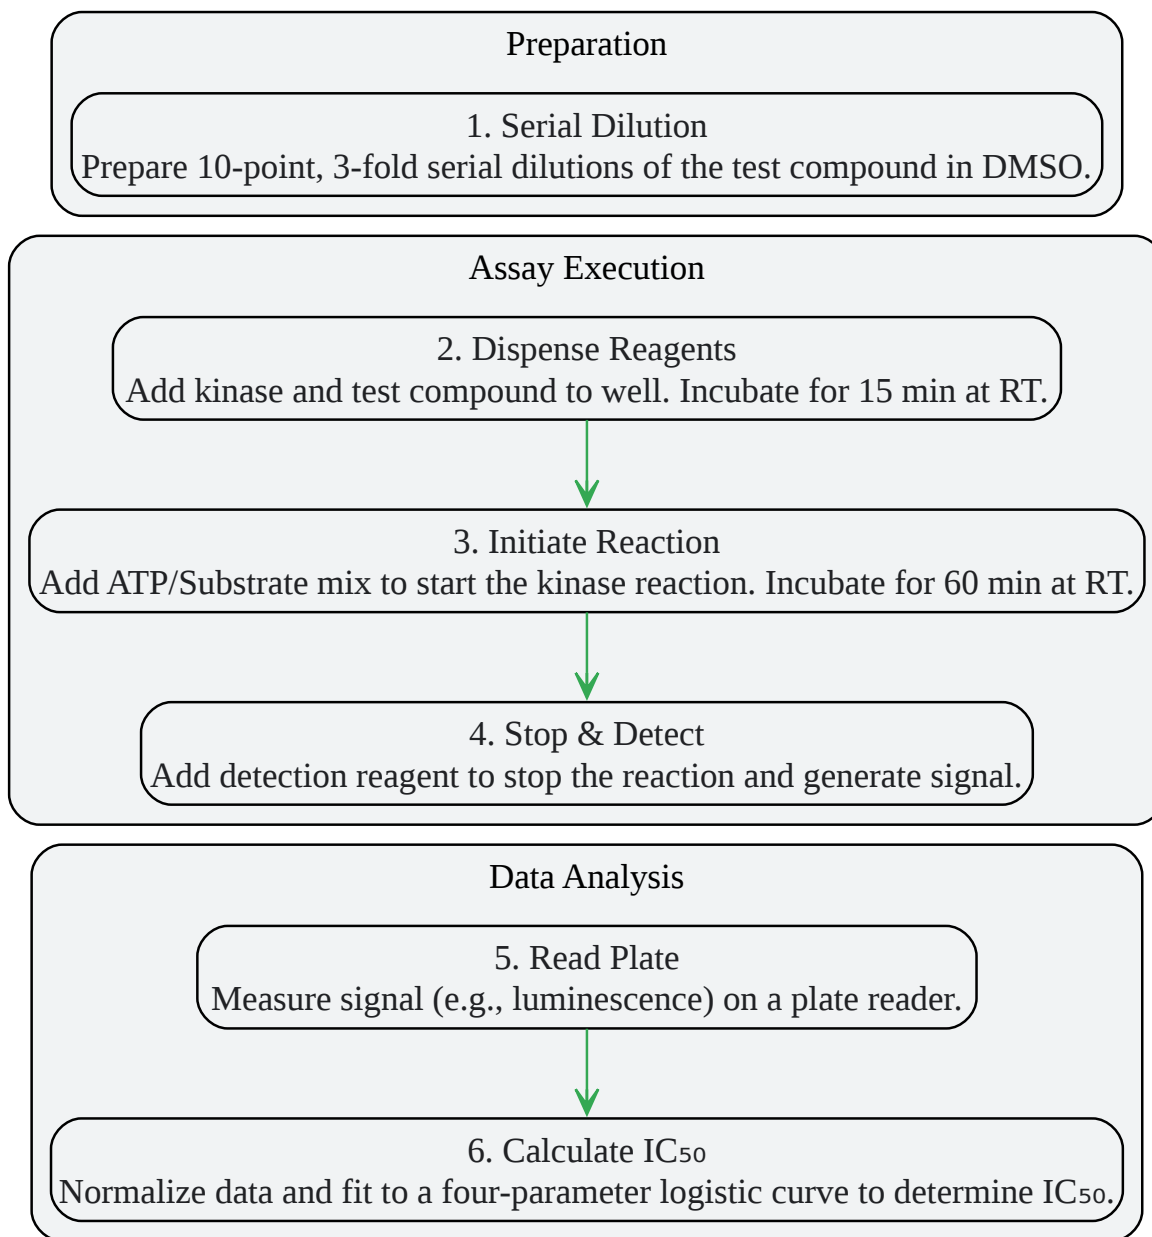 Preparation
1. Serial Dilution
Prepare 10-point, 3-fold serial dilutions of the test compound in DMSO.
Assay Execution
2. Dispense Reagents
Add kinase and test compound to well. Incubate for 15 min at RT.
3. Initiate Reaction
Add ATP/Substrate mix to start the kinase reaction. Incubate for 60 min at RT.
4. Stop & Detect
Add detection reagent to stop the reaction and generate signal.
Data Analysis
5. Read Plate
Measure signal (e.g., luminescence) on a plate reader.
6. Calculate IC₅₀
Normalize data and fit to a four-parameter logistic curve to determine IC₅₀.